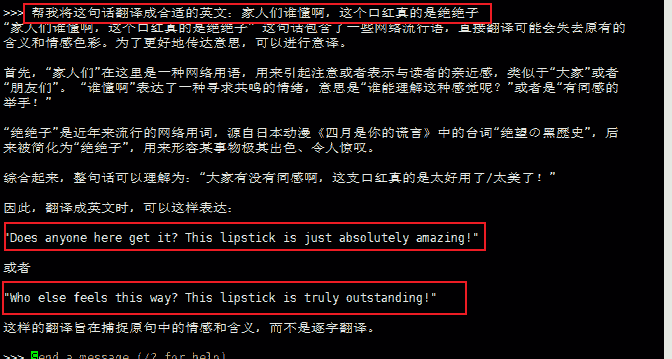 >>> 帮我将这句话翻译成合适的英文：家人们谁懂啊，这个口红真的是绝绝子
“家人们谁懂啊，这个口红真的是绝绝子” 这句话包含了一些网络流行语，直接翻译可能会失去原有的
含义和情感色彩。为了更好地传达意思，可以进行意译。
首先，“家人们”在这里是一种网络用语，用来引起注意或者表示与读者的亲近感，类似于“大家”或者
“朋友们”。 “谁懂啊”表达了一种寻求共鸣的情绪，意思是“谁能理解这种感觉呢？”或者是“有同感的
举手！”
“绝绝子”是近年来流行的网络用词，源自日本动漫《四月是你的谎言》中的台词“绝望の黑歷史”，后
来被简化为“绝绝子”，用来形容某事物极其出色、令人惊叹。
综合起来，整句话可以理解为：“大家有没有同感啊，这支口红真的是太好用了/太美了！”
因此，翻译成英文时，可以这样表达：
"Does anyone here get it? This lipstick is just absolutely amazing!"
或者
"Who else feels this way? This lipstick is truly outstanding!"
这样的翻译旨在捕捉原句中的情感和含义，而不是逐字翻译。
>>> Send a message (/? for help)